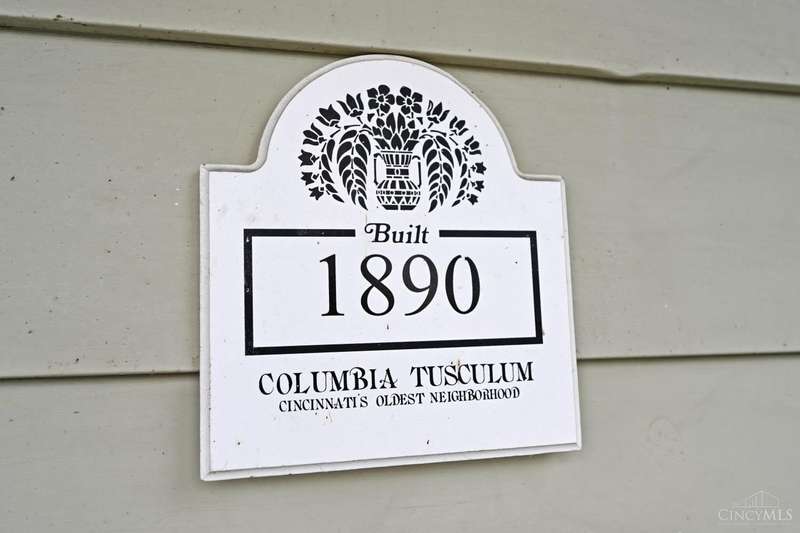 Built
1890
COLUMBIA TUSCULUM
CINCINNATI'S OLDEST NEIGHBORHOOD
CINCYMLS